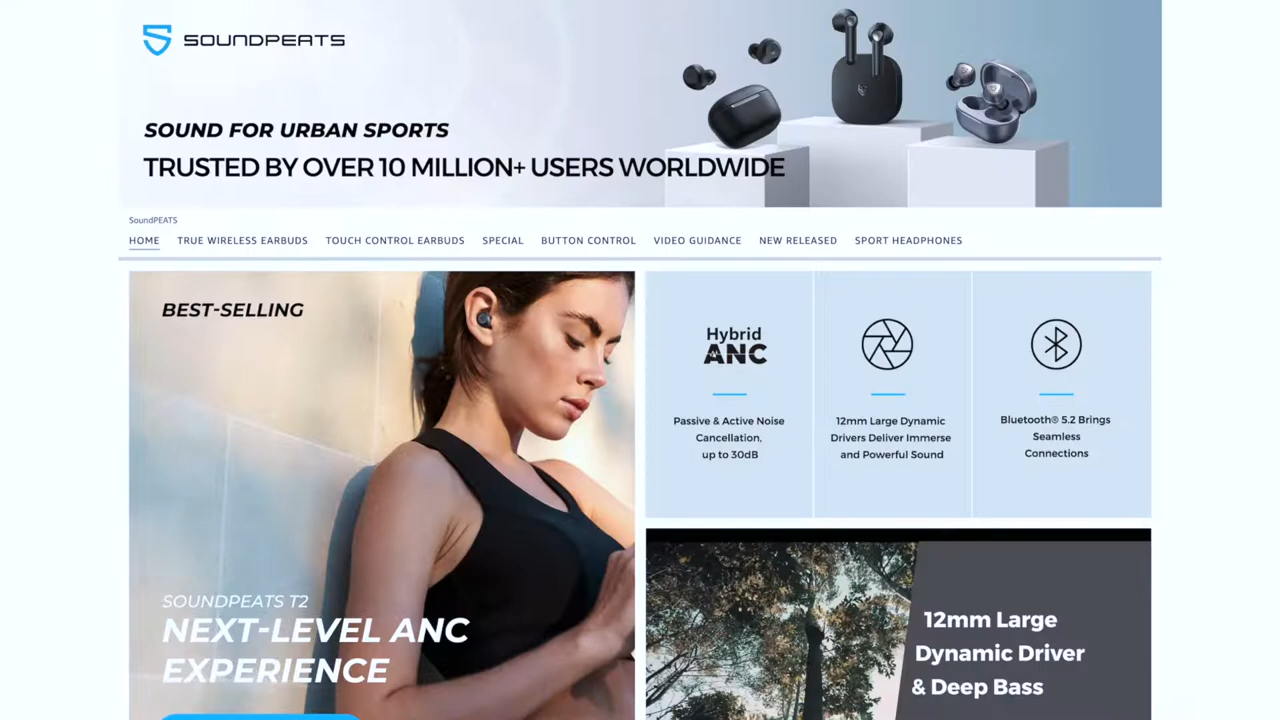 SOUNDPEATS
SOUND FOR URBAN SPORTS
TRUSTED BY OVER 10 MILLION+ USERS WORLDWIDE
SoundPEATS
HOME TRUE WIRELESS EARBUDS TOUCH CONTROL EARBUDS SPECIAL BUTTON CONTROL VIDEO GUIDANCE NEW RELEASED SPORT HEADPHONES
BEST-SELLING
SOUNDPEATS T2
NEXT-LEVEL ANC
EXPERIENCE
Hybrid
ANC
Passive & Active Noise
Cancellation,
up to 30dB
12mm Large Dynamic
Drivers Deliver Immerse
and Powerful Sound
Bluetooth® 5.2 Brings
Seamless
Connections
12mm Large
Dynamic Driver
& Deep Bass